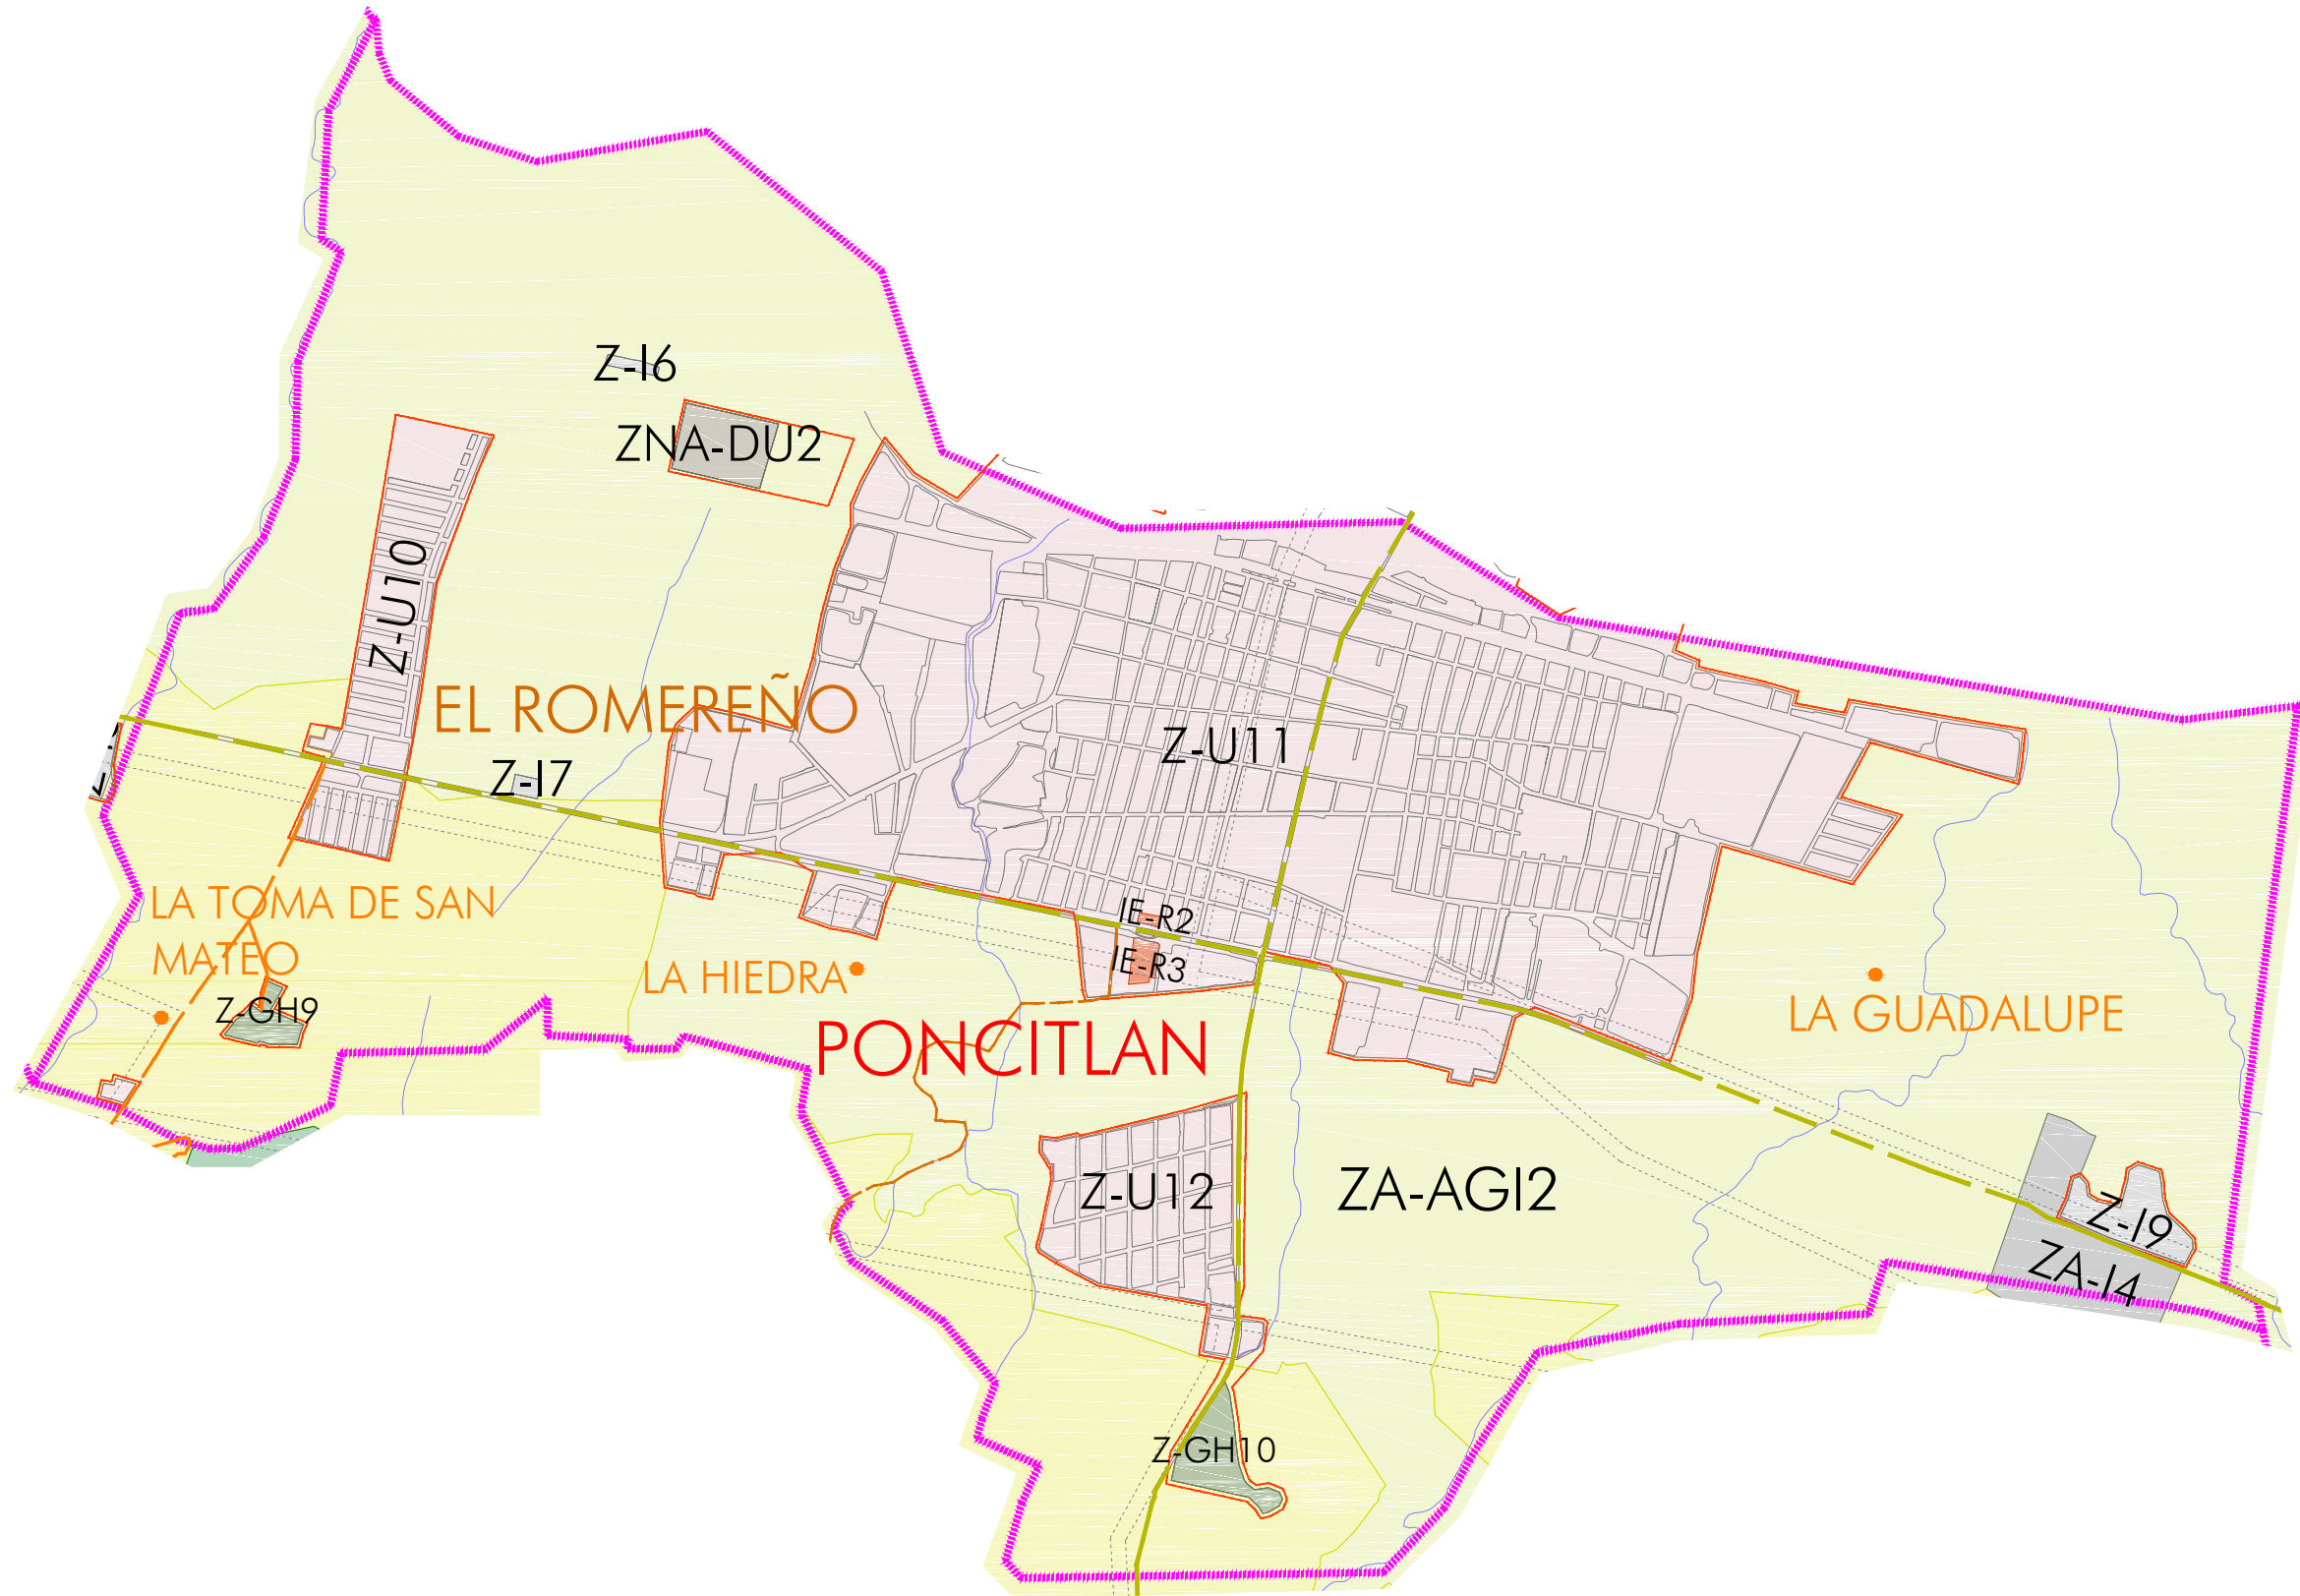 Z-I6
ZNA-DU2
Z-U10
EL ROMEREÑO
Z-U11
Z-I7
LA TOMA DE SAN
MATEO
IE-R2
IE-R3
LA HIEDRA
Z-GH9
LA GUADALUPE
PONCITLAN
Z-U12
ZA-AGI2
Z-I9
ZA-I4
Z-GH10